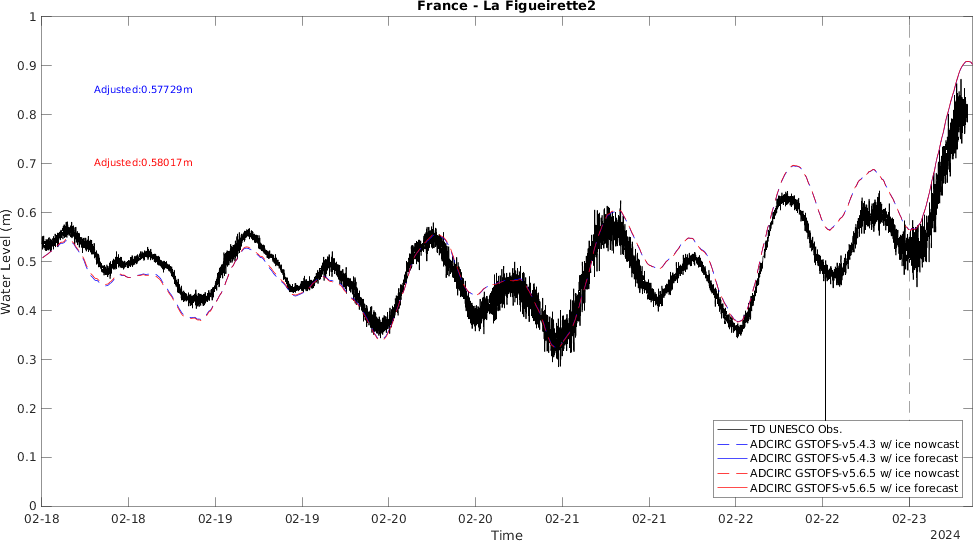 France - La Figueirette2
1
0.9
0.8
0.7
0.6
0.5
0.4
0.3
0.2
0.1
0
Water Level (m)
Adjusted:0.57729m
Adjusted:0.58017m
TD UNESCO Obs.
ADCIRC GSTOFS-v5.4.3 w/ ice nowcast
ADCIRC GSTOFS-v5.4.3 w/ ice forecast
ADCIRC GSTOFS-v5.6.5 w/ ice nowcast
ADCIRC GSTOFS-v5.6.5 w/ ice forecast
02-18 02-18 02-19 02-19 02-20 02-20 02-21 02-21 02-22 02-22 02-23
Time
2024